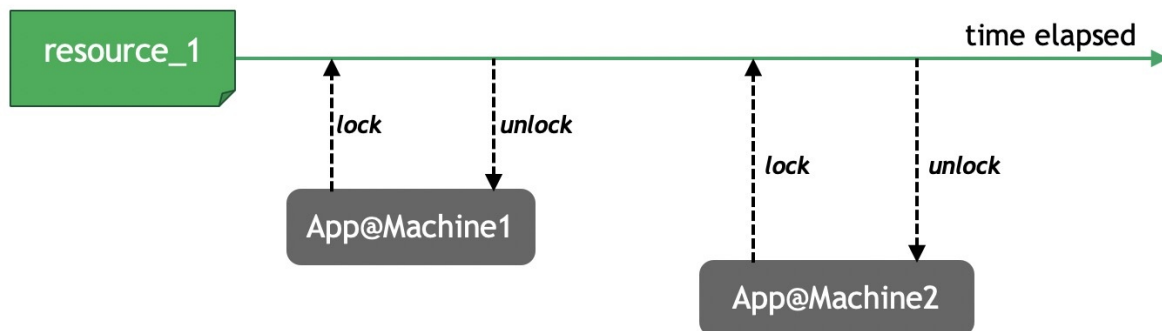 resource_1
time elapsed
lock
unlock
lock
unlock
App@Machine1
App@Machine2